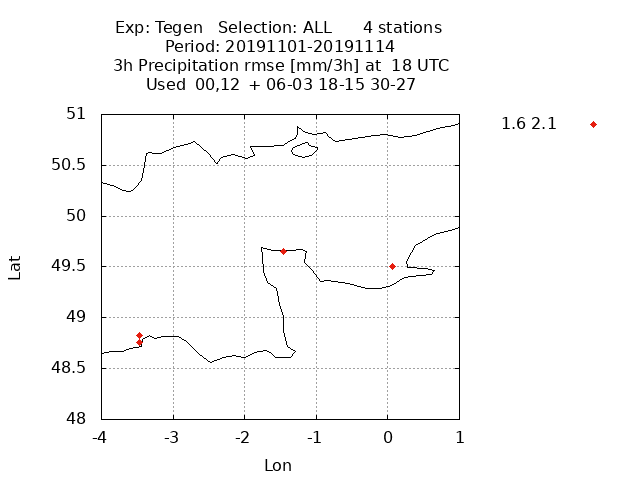 Exp: Tegen   Selection: ALL      4 stations
Period: 20191101-20191114
3h Precipitation rmse [mm/3h] at  18 UTC
Used  00,12  + 06-03 18-15 30-27
1.6 2.1
51
50.5
50
49.5
49
48.5
48
Lat
-4 -3 -2 -1 0 1
Lon